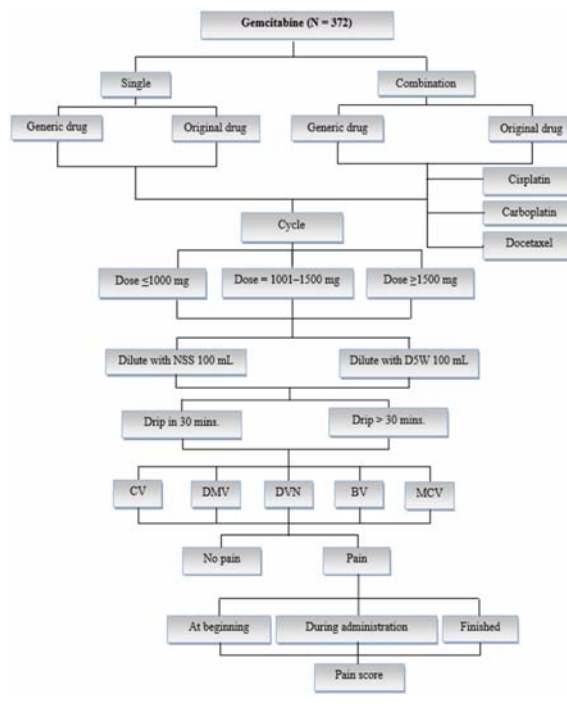 Gemcitabine (N = 372)
Single
Combination
Generic drug
Original drug
Generic drug
Original drug
Cisplatin
Carboplatin
Docetaxel
Cycle
Dose ≤1000 mg
Dose = 1001–1500 mg
Dose ≥1500 mg
Dilute with NSS 100 mL
Dilute with D5W 100 mL
Drip in 30 mins.
Drip > 30 mins.
CV
DMV
DVN
BV
MCV
No pain
Pain
At beginning
During administration
Finished
Pain score